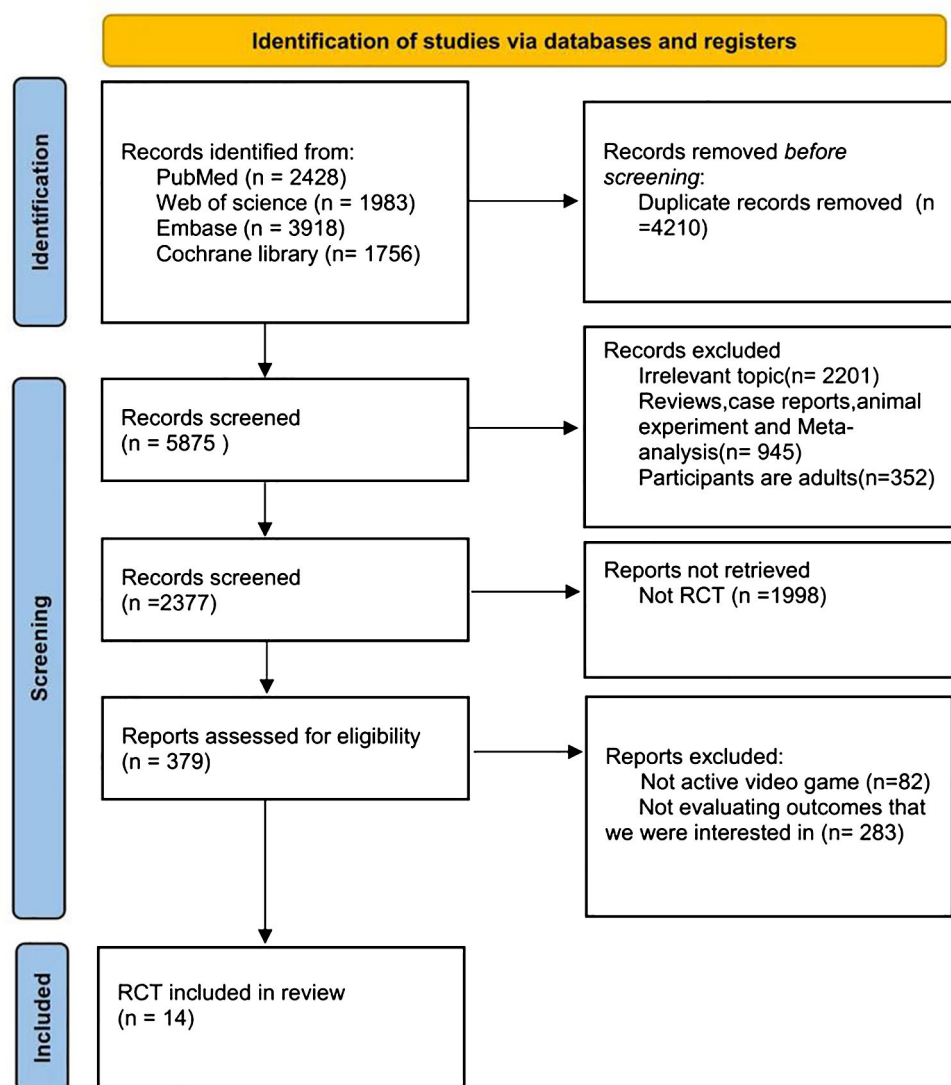 Identification of studies via databases and registers
Identification
Records identified from:
PubMed (n = 2428)
Web of science (n = 1983)
Embase (n = 3918)
Cochrane library (n= 1756)
Records removed before
screening:
Duplicate records removed (n
=4210)
Screening
Records screened
(n = 5875 )
Records excluded
Irrelevant topic(n= 2201)
Reviews,case reports,animal
experiment and Meta-
analysis(n= 945)
Participants are adults(n=352)
Records screened
(n =2377)
Reports not retrieved
Not RCT (n =1998)
Reports assessed for eligibility
(n = 379)
Reports excluded:
Not active video game (n=82)
Not evaluating outcomes that
we were interested in (n= 283)
Included
RCT included in review
(n = 14)